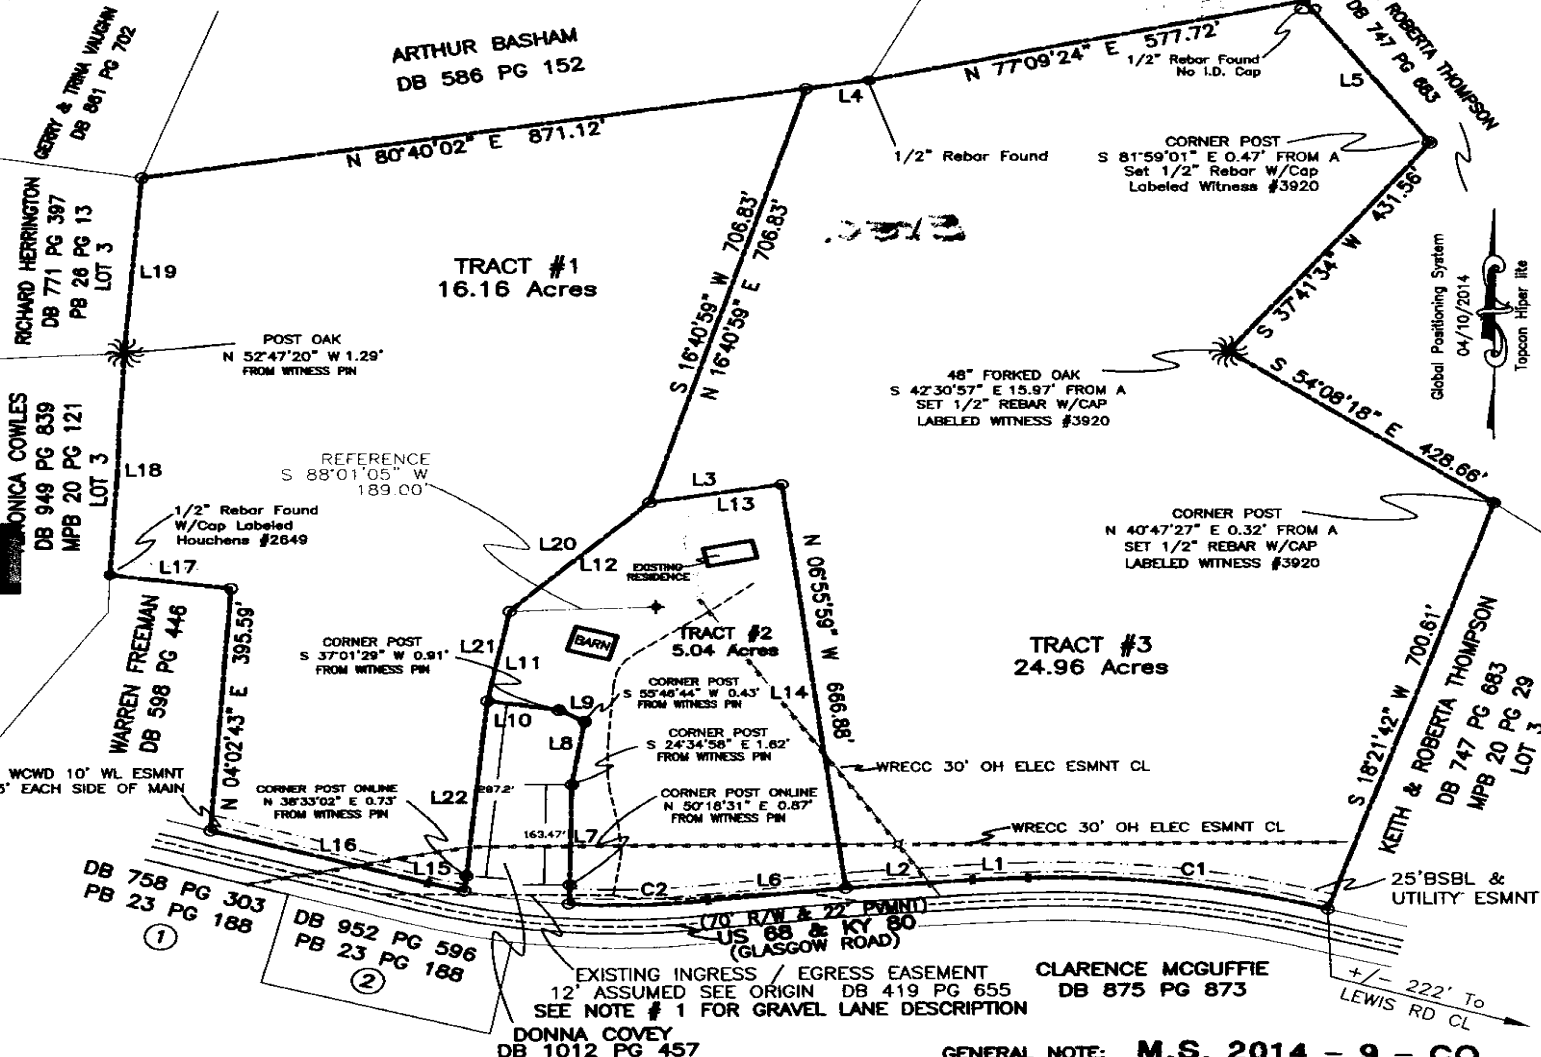 GERRY & TRINA VAUGHN
DB 861 PG 702
ARTHUR BASHAM
DB 586 PG 152
N 80°40'02" E 871.12'
L4
N 77°09'24" E 577.72'
1/2" Rebar Found
No I.D. Cap
ROBERTA THOMPSON
DB 747 PG 683
L5
1/2" Rebar Found
CORNER POST
S 81°59'01" E 0.47' FROM A
Set 1/2" Rebar W/Cap
Labeled Witness #3920
RICHARD HERRINGTON
DB 771 PG 397
PB 26 PG 13
LOT 3
L19
TRACT #1
16.16 Acres
S 16°40'59" W 706.83'
N 16°40'59" E 706.83'
S 37°41'34" W 431.56'
Global Positioning System
04/10/2014
Topcon Hiper lite
POST OAK
N 52°47'20" W 1.29'
FROM WITNESS PIN
48" FORKED OAK
S 42°30'57" E 15.97' FROM A
SET 1/2" REBAR W/CAP
LABELED WITNESS #3920
S 54°08'18" E 428.66'
ONICA COWLES
DB 949 PG 839
MPB 20 PG 121
LOT 3
L18
REFERENCE
S 88°01'05" W
189.00'
1/2" Rebar Found
W/Cap Labeled
Houchens #2649
L3
L13
L20
L12
EXISTING
RESIDENCE
N 06°55'59" W 666.88'
CORNER POST
N 40°47'27" E 0.32' FROM A
SET 1/2" REBAR W/CAP
LABELED WITNESS #3920
L17
WARREN FREEMAN
DB 598 PG 446
N 04°02'43" E 395.59'
CORNER POST
S 37°01'29" W 0.91'
FROM WITNESS PIN
L21
L11
BARN
TRACT #2
5.04 Acres
TRACT #3
24.96 Acres
S 18°21'42" W 700.61'
KEITH & ROBERTA THOMPSON
DB 747 PG 683
MPB 20 PG 29
LOT 3
CORNER POST
S 55°46'44" W 0.43'
FROM WITNESS PIN
L14
L10
L9
L8
CORNER POST
S 24°34'58" E 1.62'
FROM WITNESS PIN
WRECC 30' OH ELEC ESMNT CL
WCWD 10' WL ESMNT
5' EACH SIDE OF MAIN
CORNER POST ONLINE
N 38°33'02" E 0.73'
FROM WITNESS PIN
L22
287.2'
CORNER POST ONLINE
N 50°18'31" E 0.87'
FROM WITNESS PIN
163.47'
L7
WRECC 30' OH ELEC ESMNT CL
L16
L15
C2
L6
L2
L1
C1
25'BSBL &
UTILITY ESMNT
DB 758 PG 303
PB 23 PG 188
1
DB 952 PG 596
PB 23 PG 188
2
(70' R/W & 22' PVMNT)
US 68 & KY 80
(GLASGOW ROAD)
EXISTING INGRESS / EGRESS EASEMENT
12' ASSUMED SEE ORIGIN DB 419 PG 655
SEE NOTE # 1 FOR GRAVEL LANE DESCRIPTION
CLARENCE MCGUFFIE
DB 875 PG 873
+/- 222' To
LEWIS RD CL
DONNA COVEY
DB 1012 PG 457
GENERAL NOTE: M.S. 2014 - 9 - CO